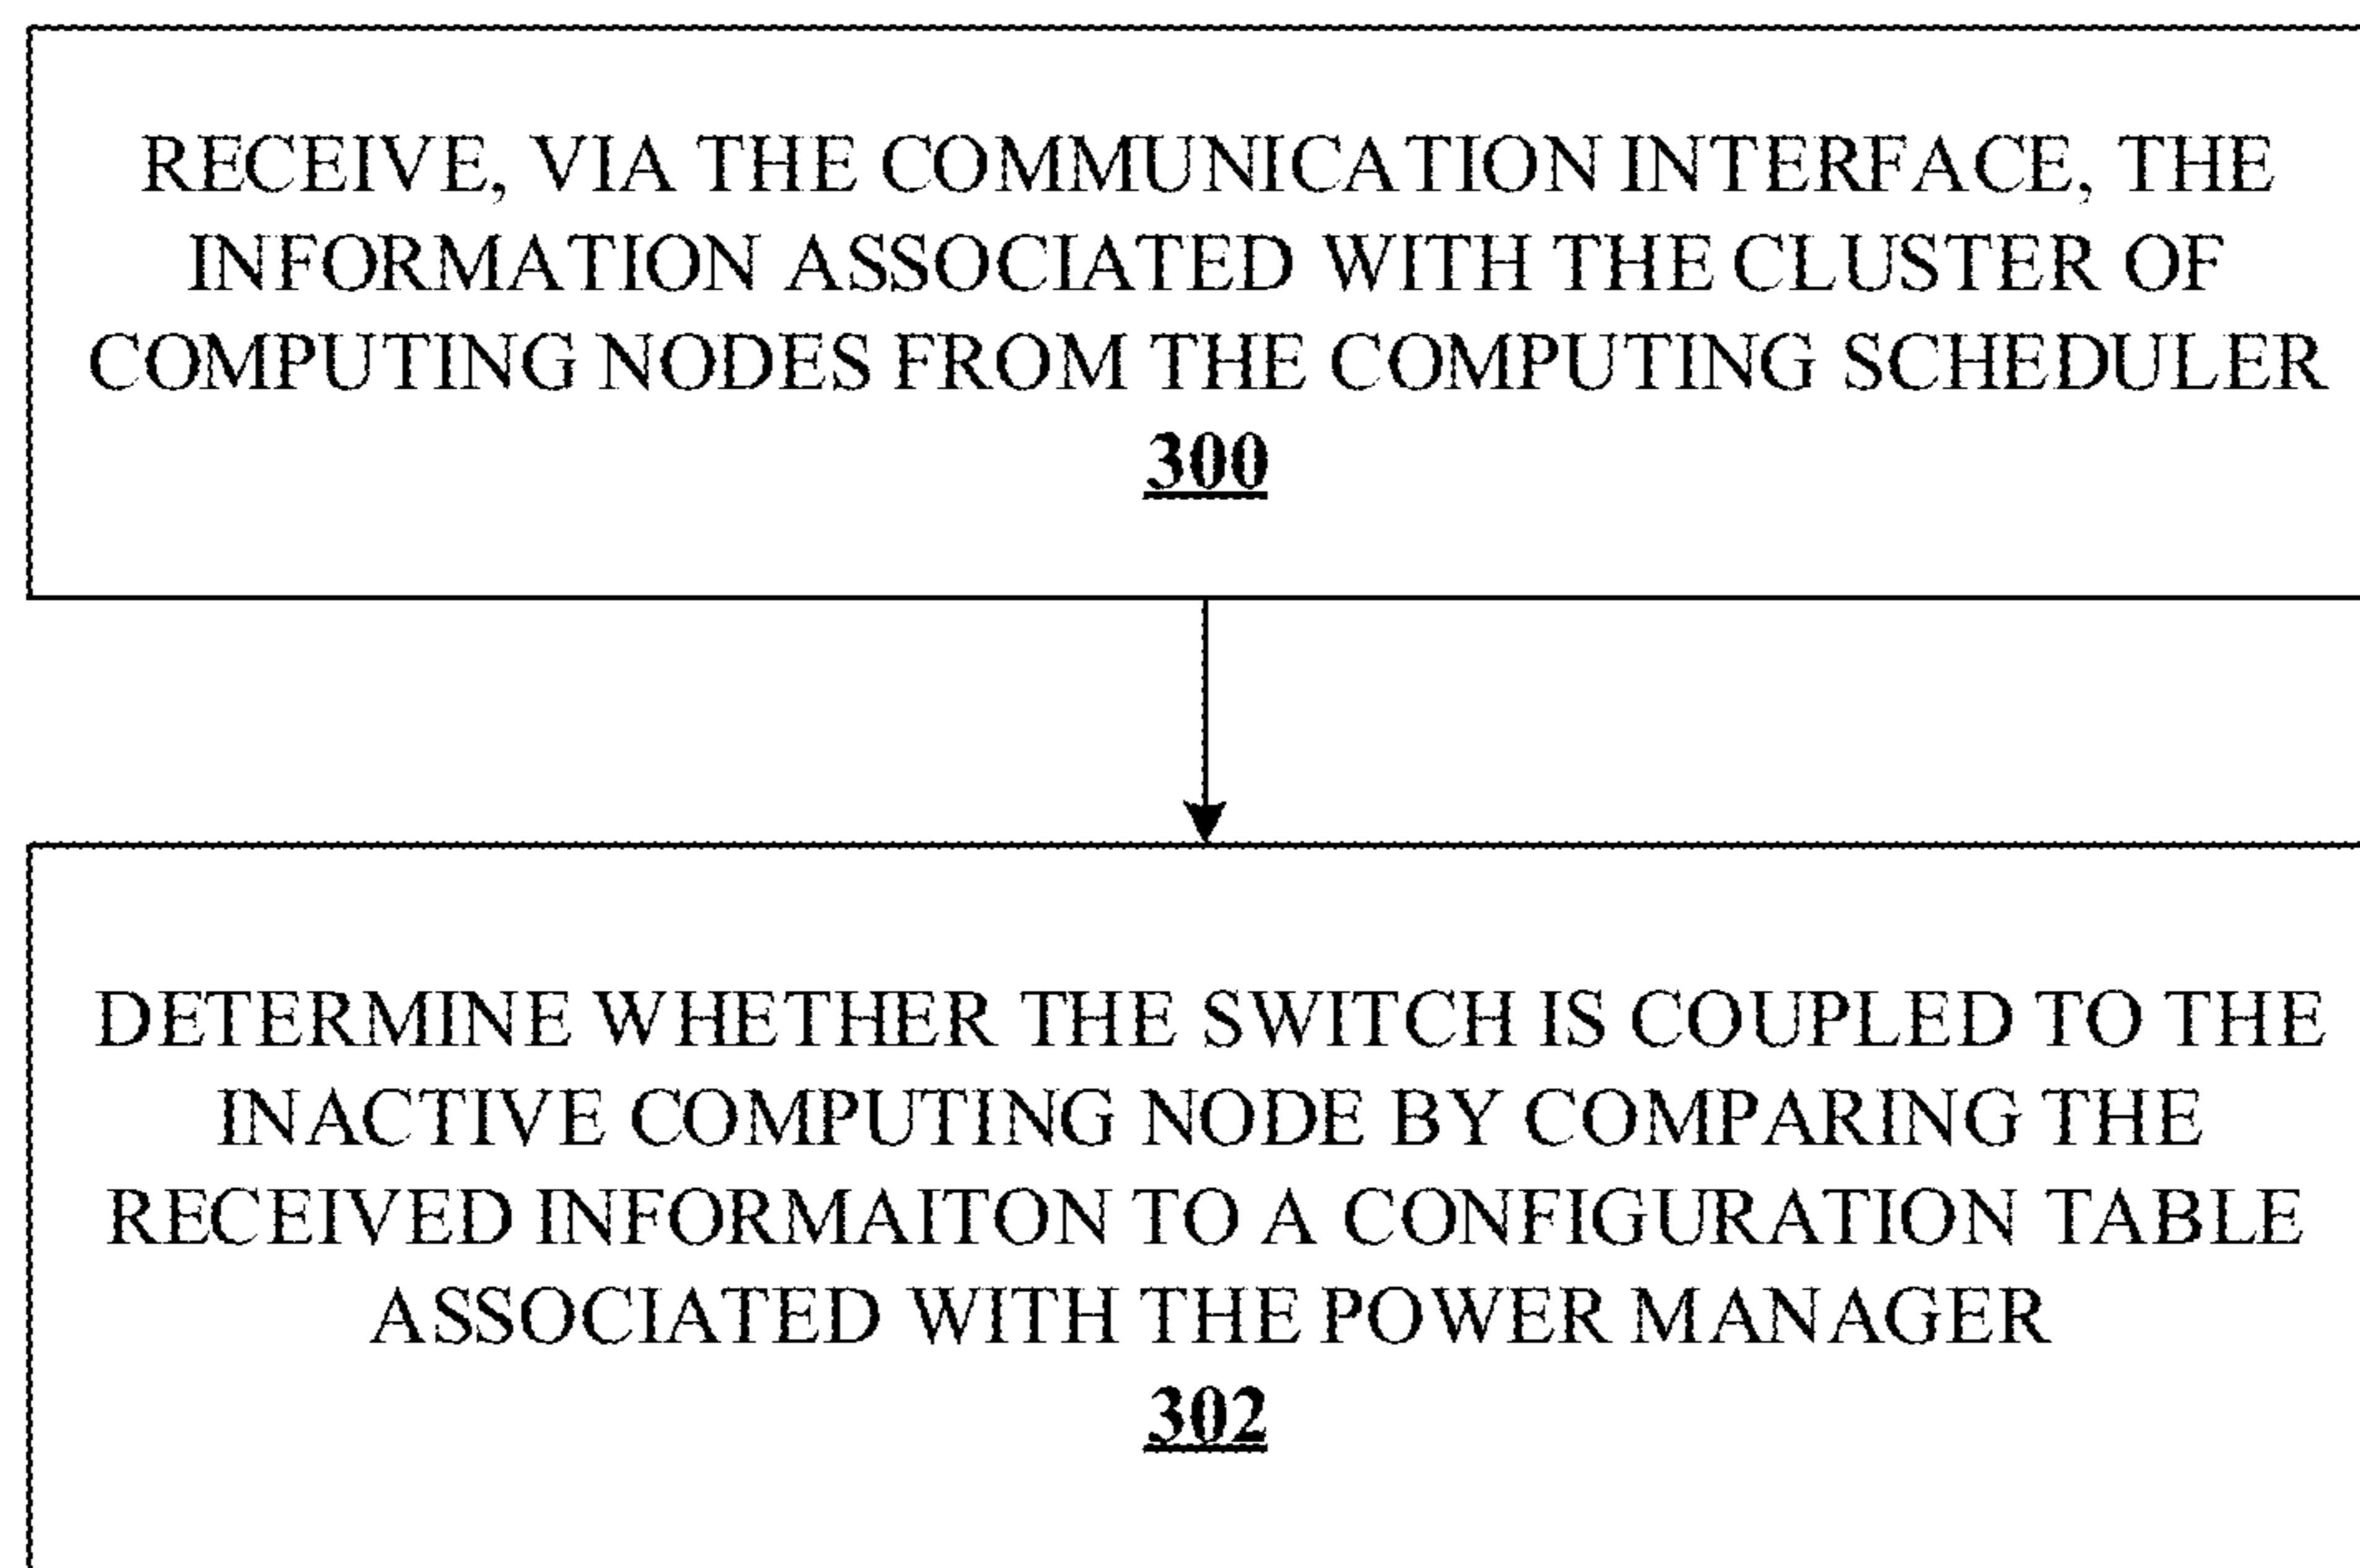 RECEIVE, VIA THE COMMUNICATION INTERFACE, THE
INFORMATION ASSOCIATED WITH THE CLUSTER OF
COMPUTING NODES FROM THE COMPUTING SCHEDULER
300
DETERMINE WHETHER THE SWITCH IS COUPLED TO THE
INACTIVE COMPUTING NODE BY COMPARING THE
RECEIVED INFORMAITON TO A CONFIGURATION TABLE
ASSOCIATED WITH THE POWER MANAGER
302